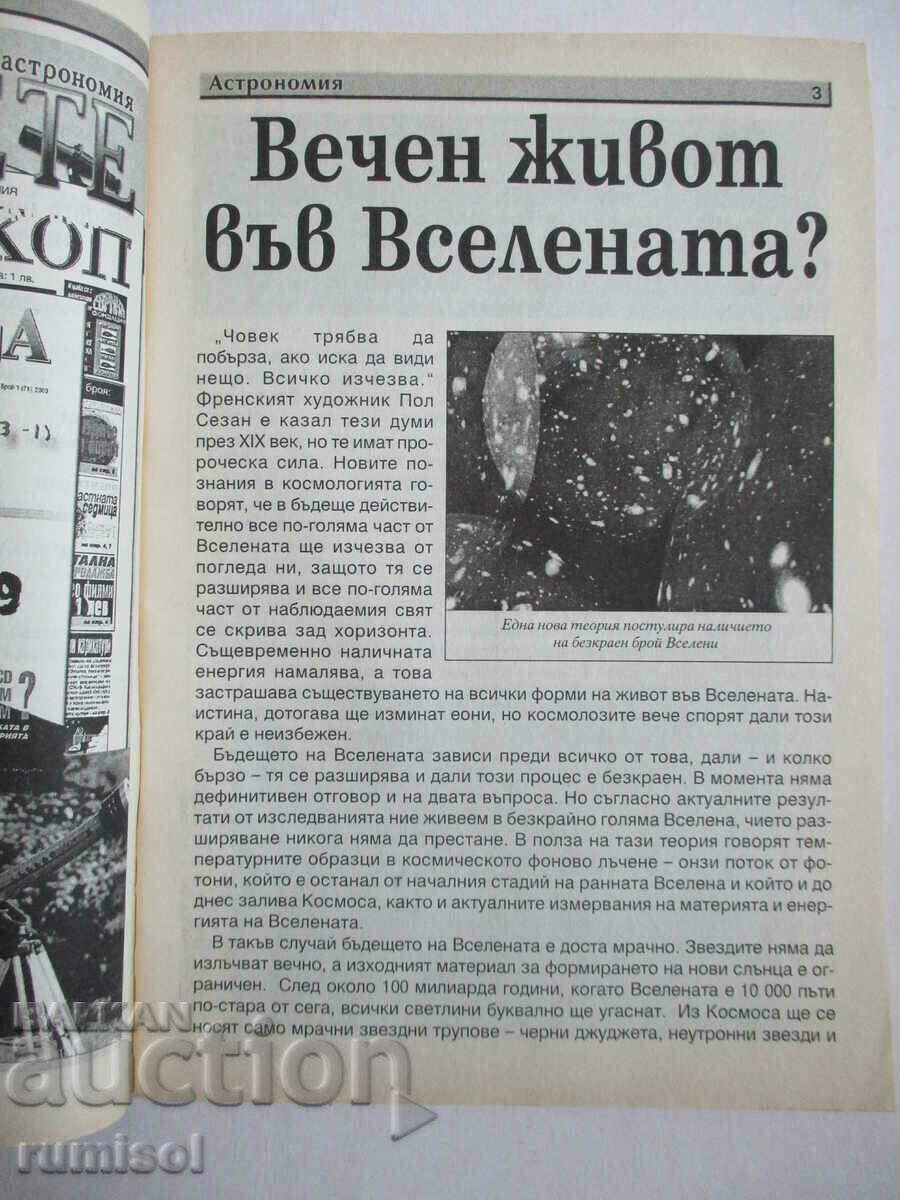 астрономия
ТЕ
КОП
а: 1 лв.
А
брой:
на стр. 4, 7
9
Астрономия
3
Вечен живот
във Вселената?
„Човек трябва да
побърза, ако иска да види
нещо. Всичко изчезва.“
Френският художник Пол
Сезан е казал тези думи
през XIX век, но те имат про-
роческа сила. Новите по-
знания в космологията го-
ворят, че в бъдеще действи-
телно все по-голяма част от
Вселената ще изчезва от
погледа ни, защото тя се
разширява и все по-голяма
част от наблюдаемия свят
се скрива зад хоризонта.
Същевременно наличната
енергия намалява, а това
застрашава съществуването на всички форми на живот във Вселената. На-
истина, дотогава ще изминат еони, но космолозите вече спорят дали този
край е неизбежен.
Една нова теория постулира наличието
на безкраен брой Вселени
Бъдещето на Вселената зависи преди всичко от това, дали – и колко
бързо – тя се разширява и дали този процес е безкраен. В момента няма
дефинитивен отговор и на двата въпроса. Но съгласно актуалните резул-
тати от изследванията ние живеем в безкрайно голяма Вселена, чието раз-
ширяване никога няма да престане. В полза на тази теория говорят тем-
пературните образци в космическото фоново лъчене – онзи поток от фо-
тони, който е останал от началния стадий на ранната Вселена и който и до
днес залива Космоса, както и актуалните измервания на материята и енер-
гията на Вселената.
В такъв случай бъдещето на Вселената е доста мрачно. Звездите няма да
излъчват вечно, а изходният материал за формирането на нови слънца е ог-
раничен. След около 100 милиарда години, когато Вселената е 10 000 пъти
по-стара от сега, всички светлини буквално ще угаснат. Из Космоса ще се
носят само мрачни звездни трупове – черни джуджета, неутронни звезди и
BALKAN
auction
rumisol